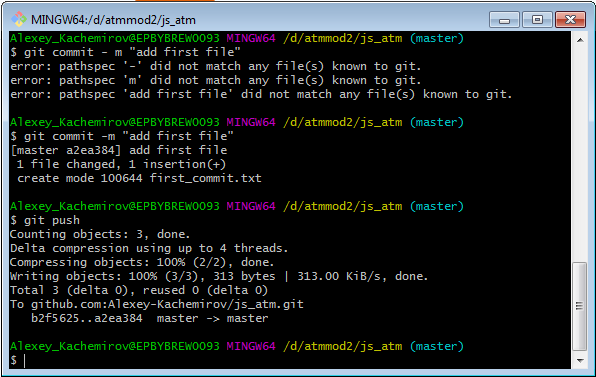 MINGW64:/d/atmmod2/js_atm
Alexey_Kachemirov@EPBYBREW0093 MINGW64 /d/atmmod2/js_atm (master)
$ git commit - m "add first file"
error: pathspec '-' did not match any file(s) known to git.
error: pathspec 'm' did not match any file(s) known to git.
error: pathspec 'add first file' did not match any file(s) known to git.
Alexey_Kachemirov@EPBYBREW0093 MINGW64 /d/atmmod2/js_atm (master)
$ git commit -m "add first file"
[master a2ea384] add first file
1 file changed, 1 insertion(+)
create mode 100644 first_commit.txt
Alexey_Kachemirov@EPBYBREW0093 MINGW64 /d/atmmod2/js_atm (master)
$ git push
Counting objects: 3, done.
Delta compression using up to 4 threads.
Compressing objects: 100% (2/2), done.
Writing objects: 100% (3/3), 313 bytes | 313.00 KiB/s, done.
Total 3 (delta 0), reused 0 (delta 0)
To github.com:Alexey-Kachemirov/js_atm.git
b2f5625..a2ea384  master -> master
Alexey_Kachemirov@EPBYBREW0093 MINGW64 /d/atmmod2/js_atm (master)
$